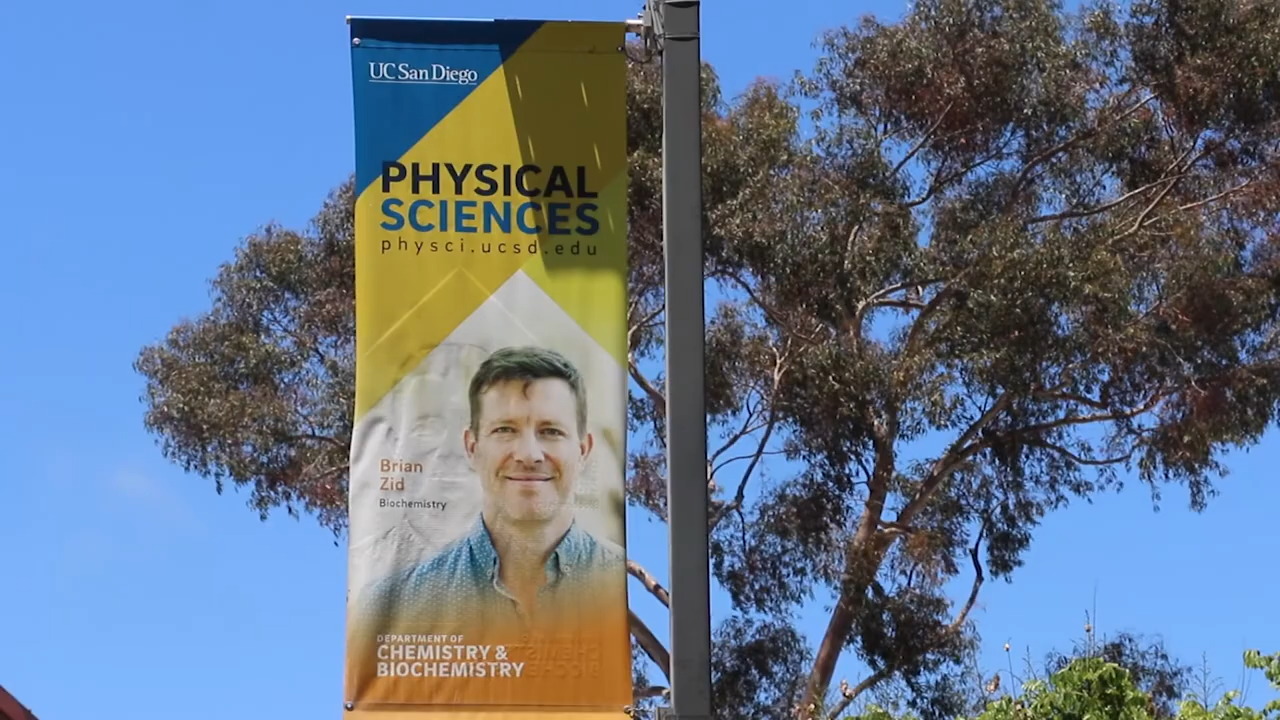 UC San Diego
PHYSICAL
SCIENCES
physci.ucsd.edu
Brian
Zid
Biochemistry
DEPARTMENT OF
CHEMISTRY &
BIOCHEMISTRY